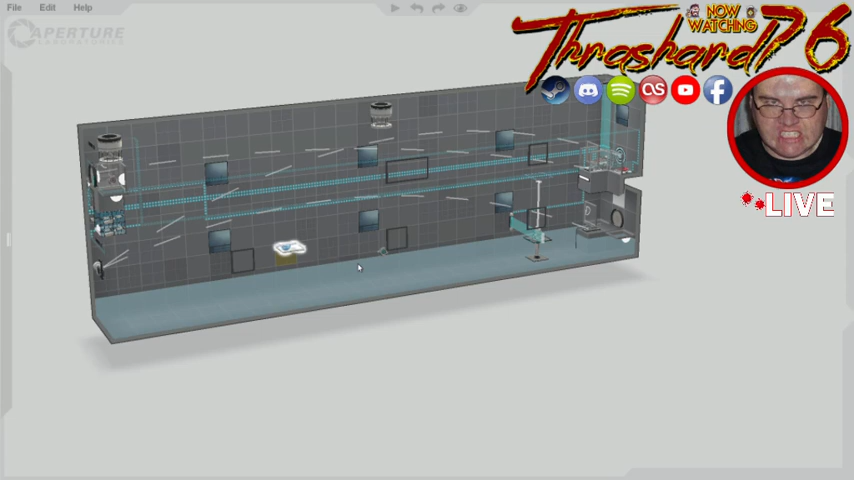 File Edit Help
APERTURE
LABORATORIES
NOW
WATCHING
Thrashard76
LIVE